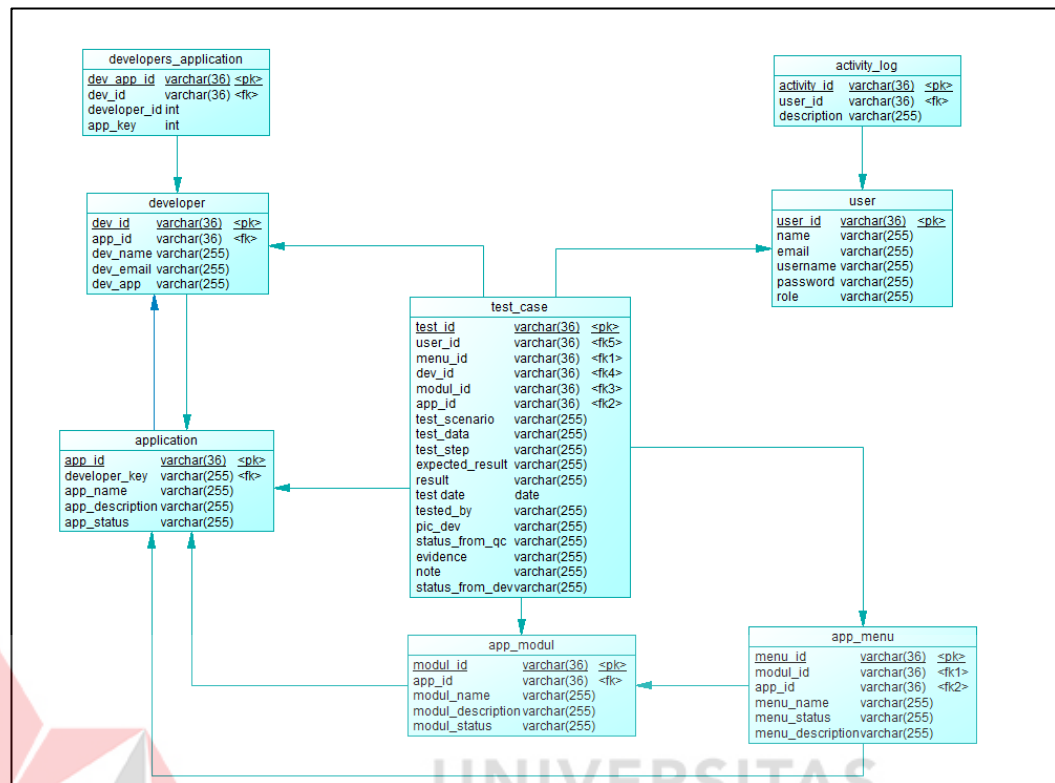 developers_application
dev_app_id varchar(36) <pk>
dev_id varchar(36) <fk>
developer_id int
app_key int
activity_log
activity_id varchar(36) <pk>
user_id varchar(36) <fk>
description varchar(255)
developer
dev_id varchar(36) <pk>
app_id varchar(36) <fk>
dev_name varchar(255)
dev_email varchar(255)
dev_app varchar(255)
user
user_id varchar(36) <pk>
name varchar(255)
email varchar(255)
username varchar(255)
password varchar(255)
role varchar(255)
test_case
test_id varchar(36) <pk>
user_id varchar(36) <fk5>
menu_id varchar(36) <fk1>
dev_id varchar(36) <fk4>
modul_id varchar(36) <fk3>
app_id varchar(36) <fk2>
test_scenario varchar(255)
test_data varchar(255)
test_step varchar(255)
expected_result varchar(255)
result varchar(255)
test date date
tested_by varchar(255)
pic_dev varchar(255)
status_from_qc varchar(255)
evidence varchar(255)
note varchar(255)
status_from_dev varchar(255)
application
app_id varchar(36) <pk>
developer_key varchar(255) <fk>
app_name varchar(255)
app_description varchar(255)
app_status varchar(255)
app_modul
modul_id varchar(36) <pk>
app_id varchar(36) <fk>
modul_name varchar(255)
modul_description varchar(255)
modul_status varchar(255)
app_menu
menu_id varchar(36) <pk>
modul_id varchar(36) <fk1>
app_id varchar(36) <fk2>
menu_name varchar(255)
menu_status varchar(255)
menu_description varchar(255)
UNIVERSITAS